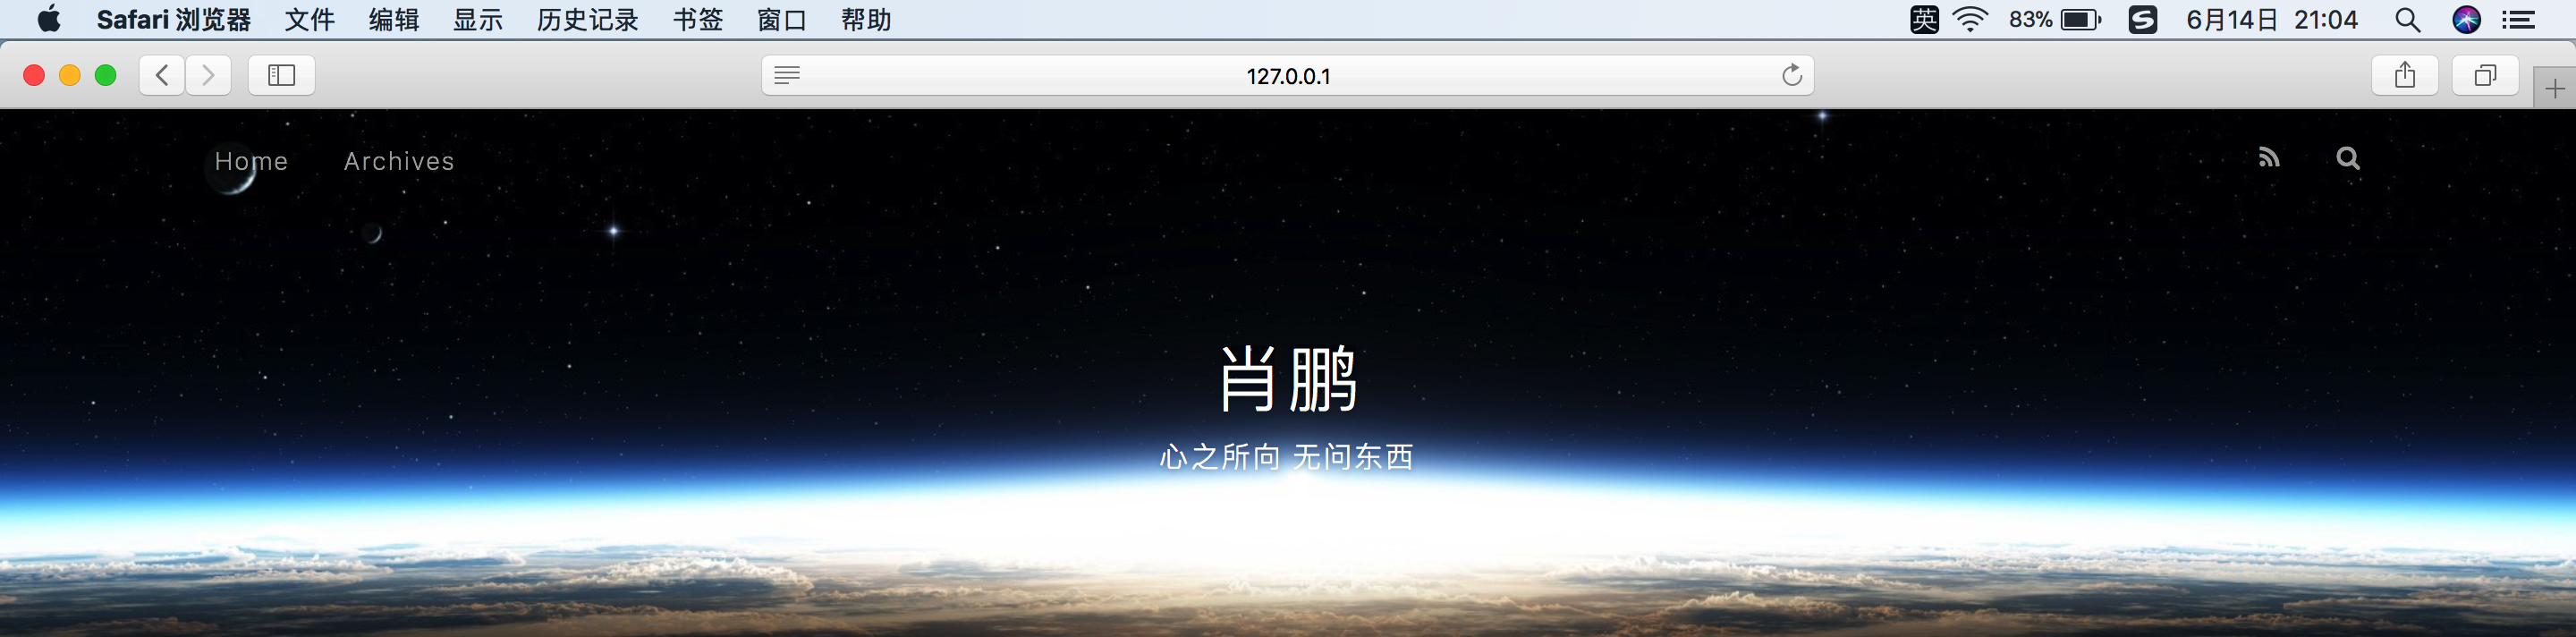 Safari 浏览器 文件 编辑 显示 历史记录 书签 窗口 帮助 英 83% 6月14日 21:04
127.0.0.1
Home Archives
肖鹏
心之所向 无问东西